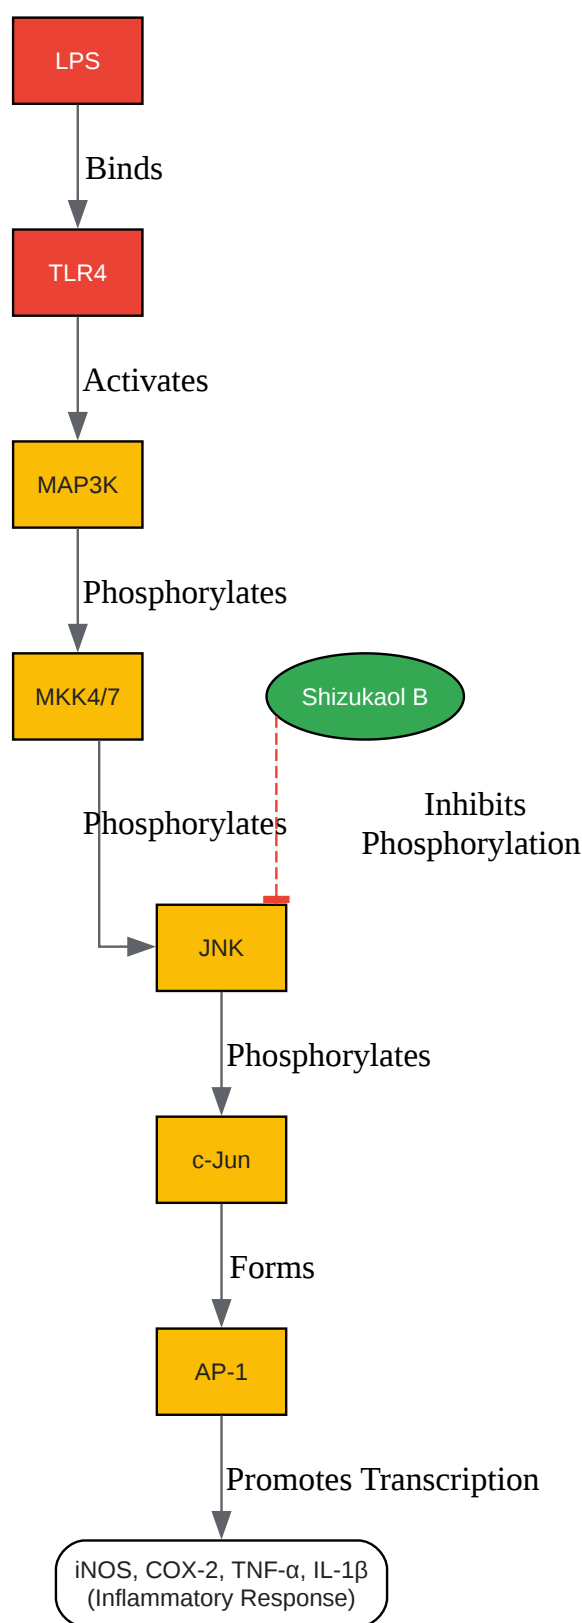 LPS
Binds
TLR4
Activates
MAP3K
Phosphorylates
MKK4/7
Shizukaol B
Phosphorylates
Inhibits
Phosphorylation
JNK
Phosphorylates
c-Jun
Forms
AP-1
Promotes Transcription
iNOS, COX-2, TNF-α, IL-1β
(Inflammatory Response)